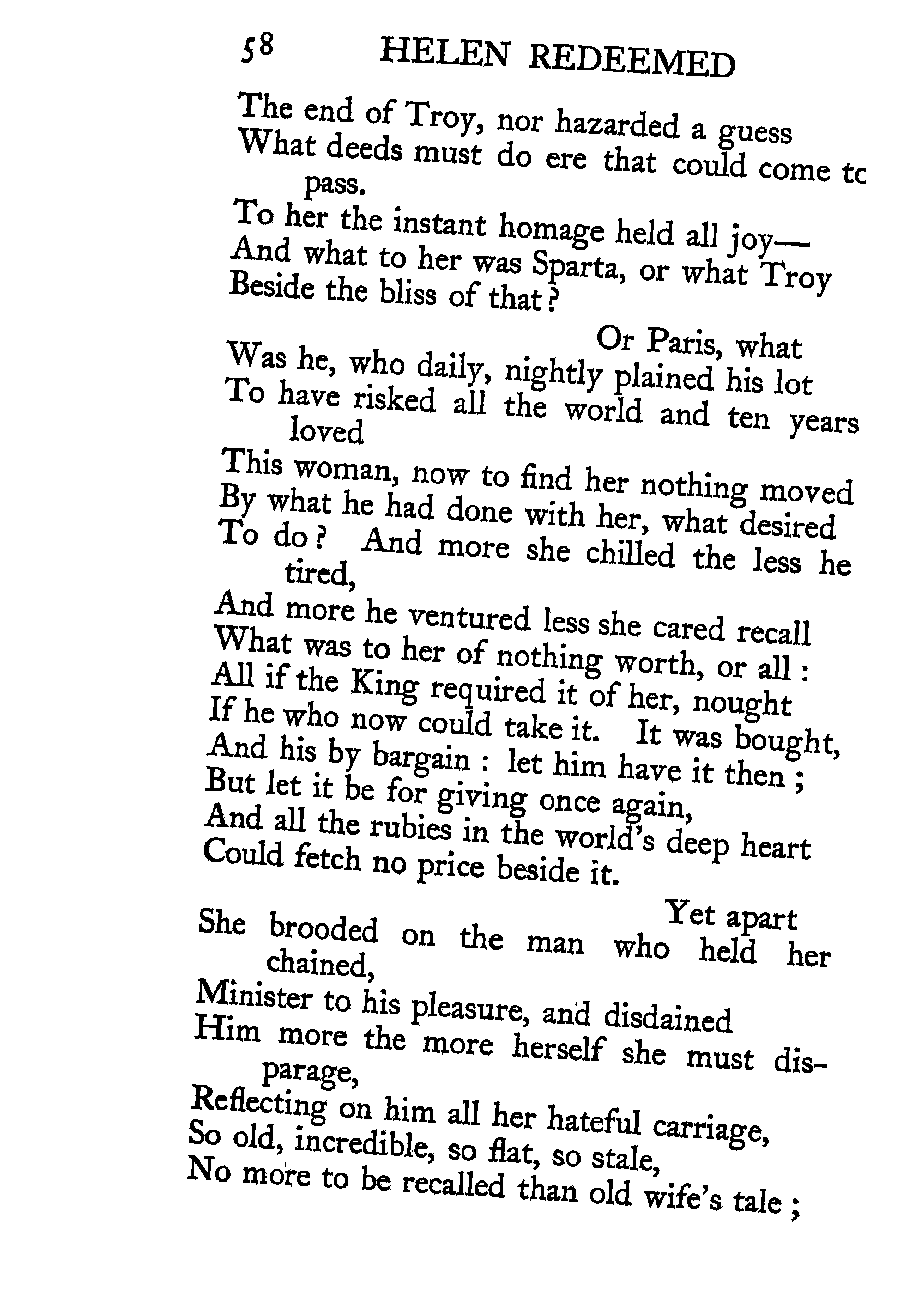 58 HELEN REDEEMED
The end of Troy, nor hazarded a guess
What deeds must do ere that could come to
pass.
To her the instant homage held all joy—
And what to her was Sparta, or what Troy
Beside the bliss of that?
Or Paris, what
Was he, who daily, nightly plained his lot
To have risked all the world and ten years
loved
This woman, now to find her nothing moved
By what he had done with her, what desired
To do? And more she chilled the less he
tired,
And more he ventured less she cared recall
What was to her of nothing worth, or all :
All if the King required it of her, nought
If he who now could take it. It was bought,
And his by bargain : let him have it then ;
But let it be for giving once again,
And all the rubies in the world's deep heart
Could fetch no price beside it.
Yet apart
She brooded on the man who held her
chained,
Minister to his pleasure, and disdained
Him more the more herself she must dis-
parage,
Reflecting on him all her hateful carriage,
So old, incredible, so flat, so stale,
No more to be recalled than old wife's tale ;